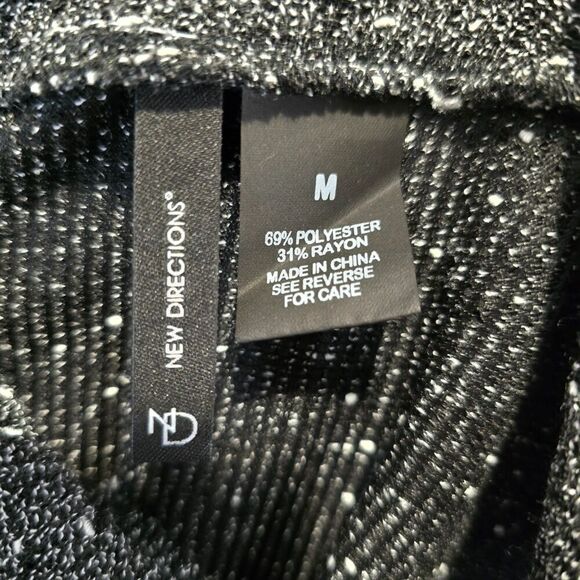 NEW DIRECTIONS®
ND
M
69% POLYESTER
31% RAYON
MADE IN CHINA
SEE REVERSE
FOR CARE